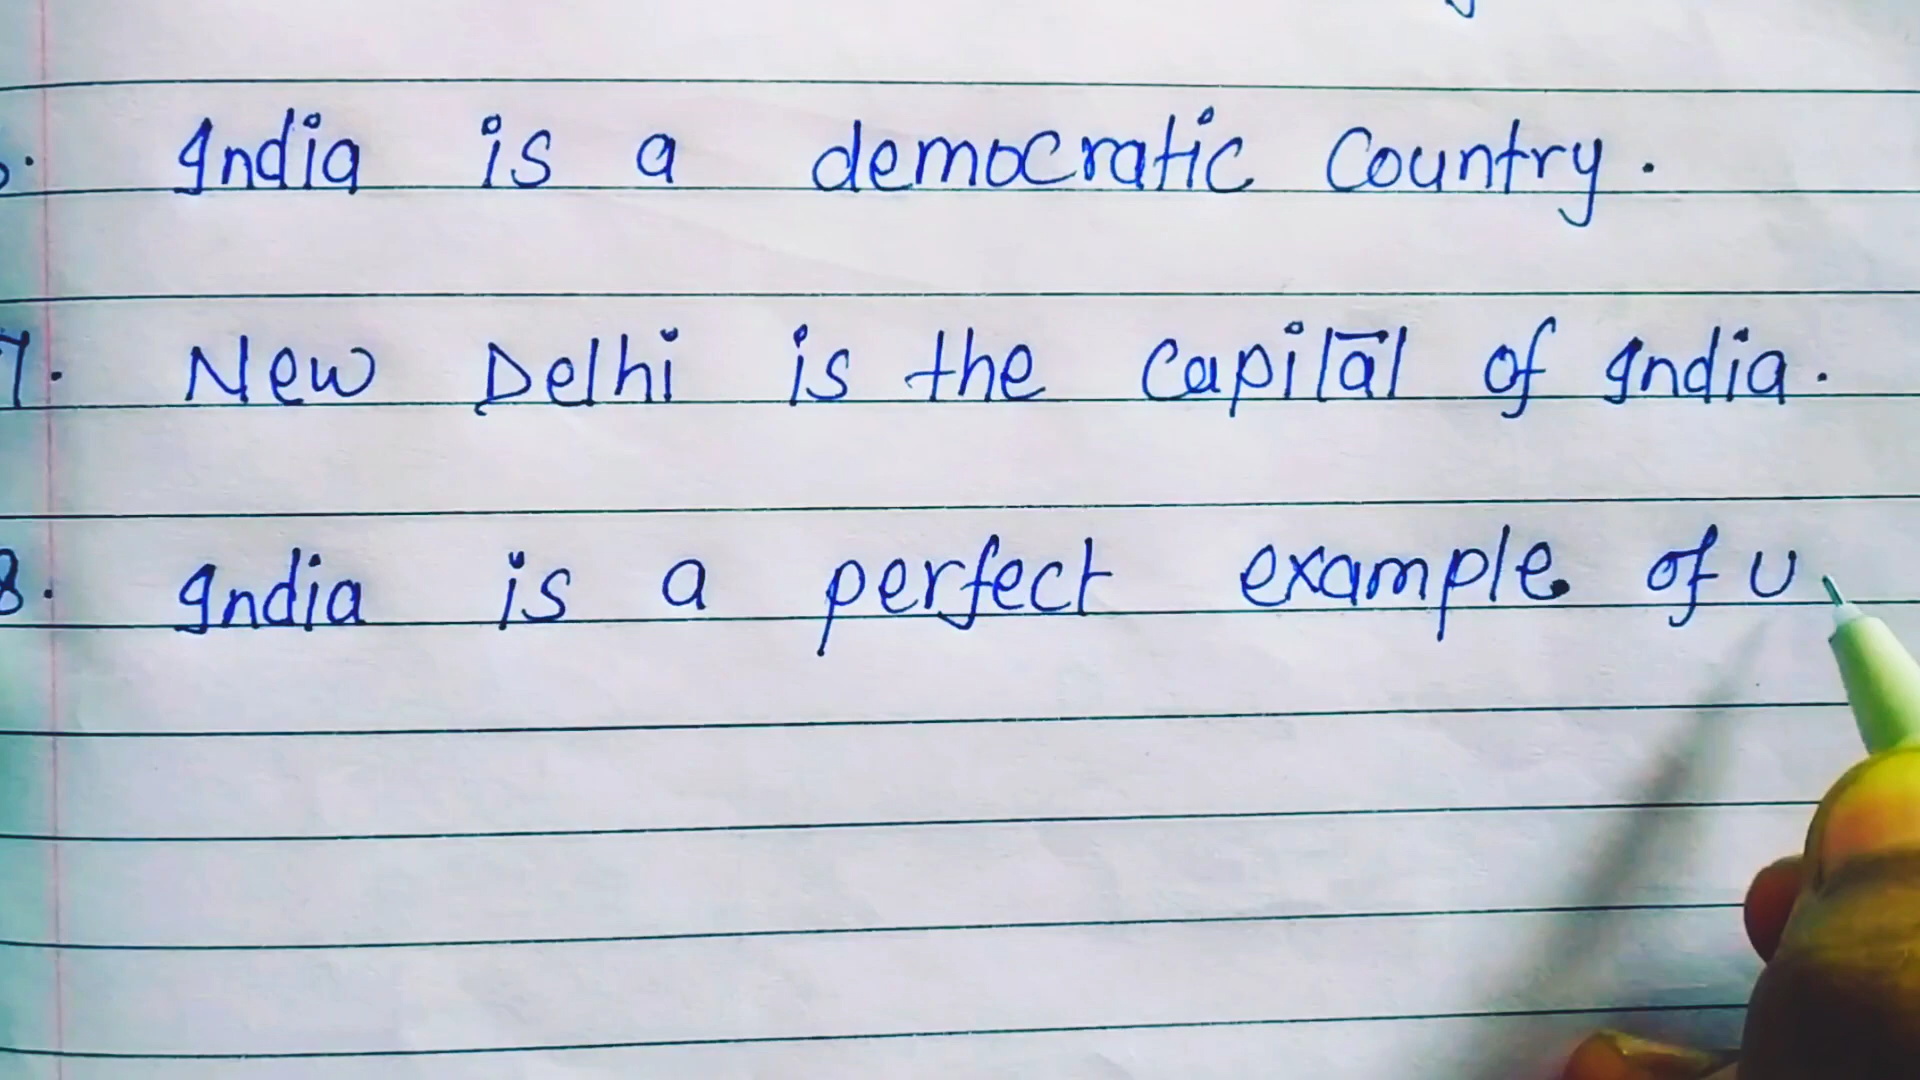 . India is a democratic Country.
7. New Delhi is the Capital of India.
8. India is a perfect example of u